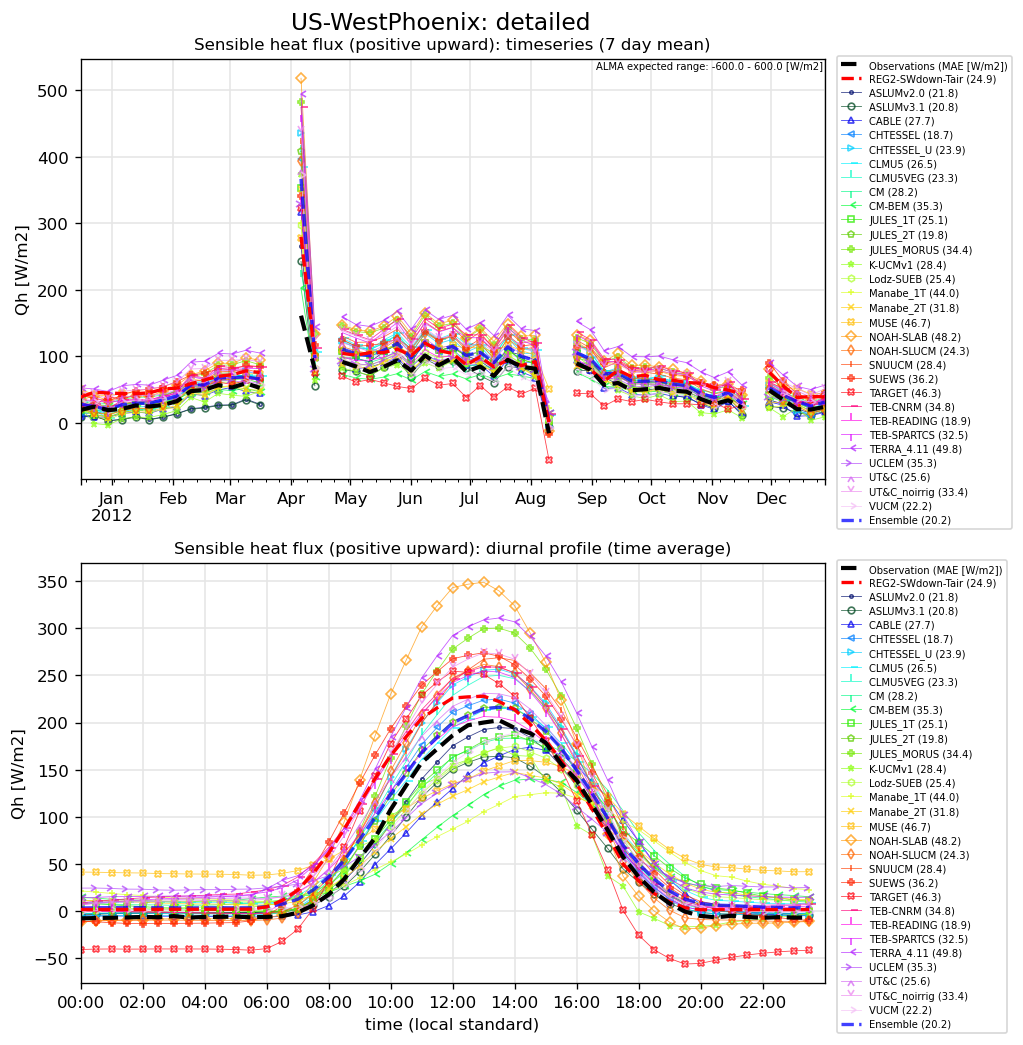 US-WestPhoenix: detailed
Sensible heat flux (positive upward): timeseries (7 day mean)
ALMA expected range: -600.0 - 600.0 [W/m2]
Qh [W/m2]
500
400
300
200
100
0
Jan
2012
Feb
Mar
Apr
May
Jun
Jul
Aug
Sep
Oct
Nov
Dec
Observations (MAE [W/m2])
REG2-SWdown-Tair (24.9)
ASLUMv2.0 (21.8)
ASLUMv3.1 (20.8)
CABLE (27.7)
CHTESSEL (18.7)
CHTESSEL_U (23.9)
CLMU5 (26.5)
CLMU5VEG (23.3)
CM (28.2)
CM-BEM (35.3)
JULES_1T (25.1)
JULES_2T (19.8)
JULES_MORUS (34.4)
K-UCMv1 (28.4)
Lodz-SUEB (25.4)
Manabe_1T (44.0)
Manabe_2T (31.8)
MUSE (46.7)
NOAH-SLAB (48.2)
NOAH-SLUCM (24.3)
SNUUCM (28.4)
SUEWS (36.2)
TARGET (46.3)
TEB-CNRM (34.8)
TEB-READING (18.9)
TEB-SPARTCS (32.5)
TERRA_4.11 (49.8)
UCLEM (35.3)
UT&C (25.6)
UT&C_noirrig (33.4)
VUCM (22.2)
Ensemble (20.2)
Sensible heat flux (positive upward): diurnal profile (time average)
Qh [W/m2]
350
300
250
200
150
100
50
0
−50
00:00
02:00
04:00
06:00
08:00
10:00
12:00
14:00
16:00
18:00
20:00
22:00
time (local standard)
Observation (MAE [W/m2])
REG2-SWdown-Tair (24.9)
ASLUMv2.0 (21.8)
ASLUMv3.1 (20.8)
CABLE (27.7)
CHTESSEL (18.7)
CHTESSEL_U (23.9)
CLMU5 (26.5)
CLMU5VEG (23.3)
CM (28.2)
CM-BEM (35.3)
JULES_1T (25.1)
JULES_2T (19.8)
JULES_MORUS (34.4)
K-UCMv1 (28.4)
Lodz-SUEB (25.4)
Manabe_1T (44.0)
Manabe_2T (31.8)
MUSE (46.7)
NOAH-SLAB (48.2)
NOAH-SLUCM (24.3)
SNUUCM (28.4)
SUEWS (36.2)
TARGET (46.3)
TEB-CNRM (34.8)
TEB-READING (18.9)
TEB-SPARTCS (32.5)
TERRA_4.11 (49.8)
UCLEM (35.3)
UT&C (25.6)
UT&C_noirrig (33.4)
VUCM (22.2)
Ensemble (20.2)